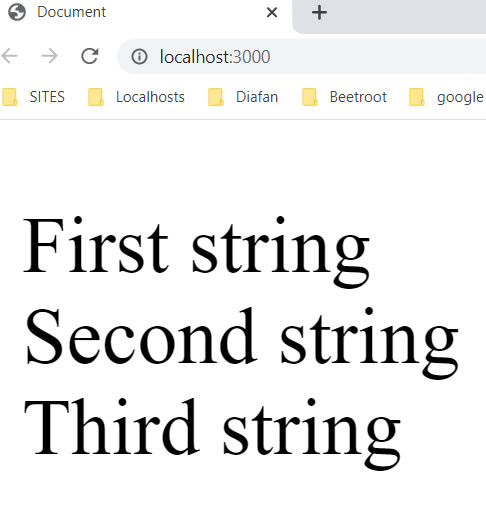 Document
localhost:3000
SITES Localhosts Diafan Beetroot google
First string
Second string
Third string